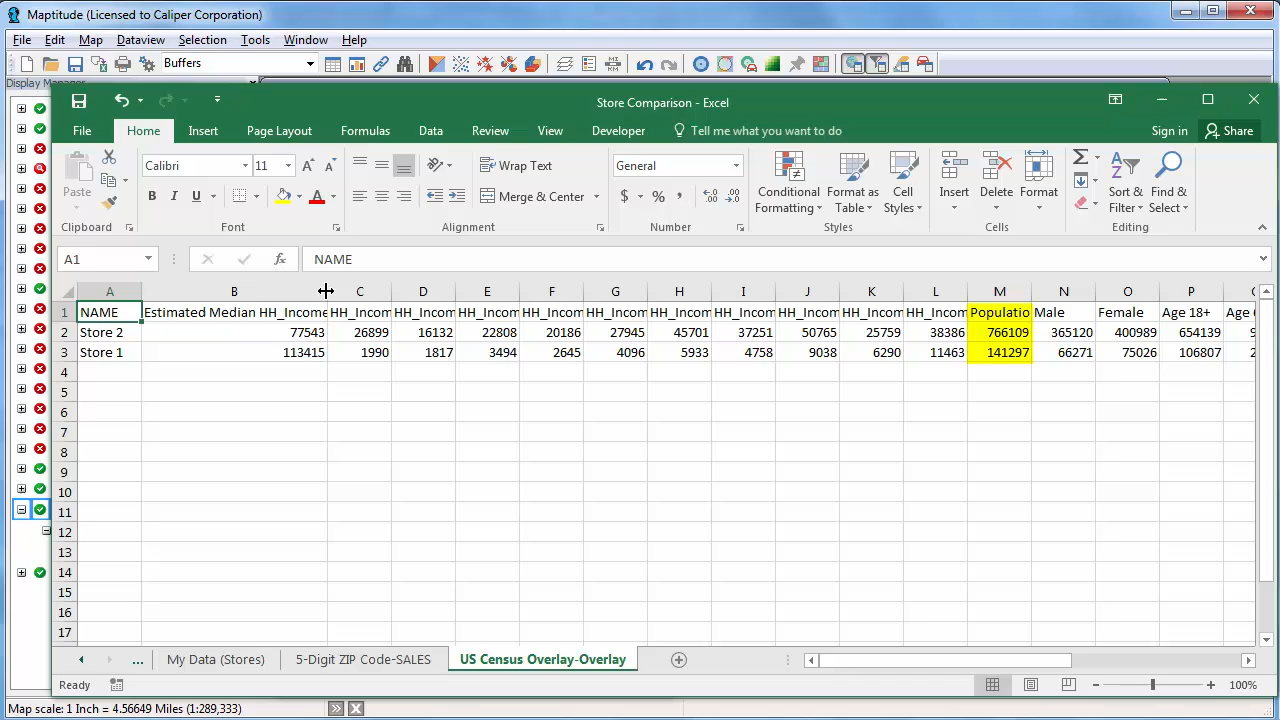 Maptitude (Licensed to Caliper Corporation)
File Edit Map Dataview Selection Tools Window Help
Buffers
Display Man
Store Comparison - Excel
File Home Insert Page Layout Formulas Data Review View Developer Tell me what you want to do Sign in Share
Paste Calibri 11 Wrap Text General Conditional Formatting Format as Table Cell Styles Insert Delete Format Sort & Filter Find & Select
B I U Merge & Center $ % ,
Clipboard Font Alignment Number Styles Cells Editing
A1 fx NAME
A B C D E F G H I J K L M N O P
1 NAME Estimated Median HH_Income HH_Incom HH_Incom HH_Incom HH_Incom HH_Incom HH_Incom HH_Incom HH_Incom HH_Incom HH_Incom Populatio Male Female Age 18+ Age
2 Store 2 77543 26899 16132 22808 20186 27945 45701 37251 50765 25759 38386 766109 365120 400989 654139 9
3 Store 1 113415 1990 1817 3494 2645 4096 5933 4758 9038 6290 11463 141297 66271 75026 106807 2
4
5
6
7
8
9
10
11
12
13
14
15
16
17
... My Data (Stores) 5-Digit ZIP Code-SALES US Census Overlay-Overlay
Ready 100%
Map scale: 1 Inch = 4.56649 Miles (1:289,333)